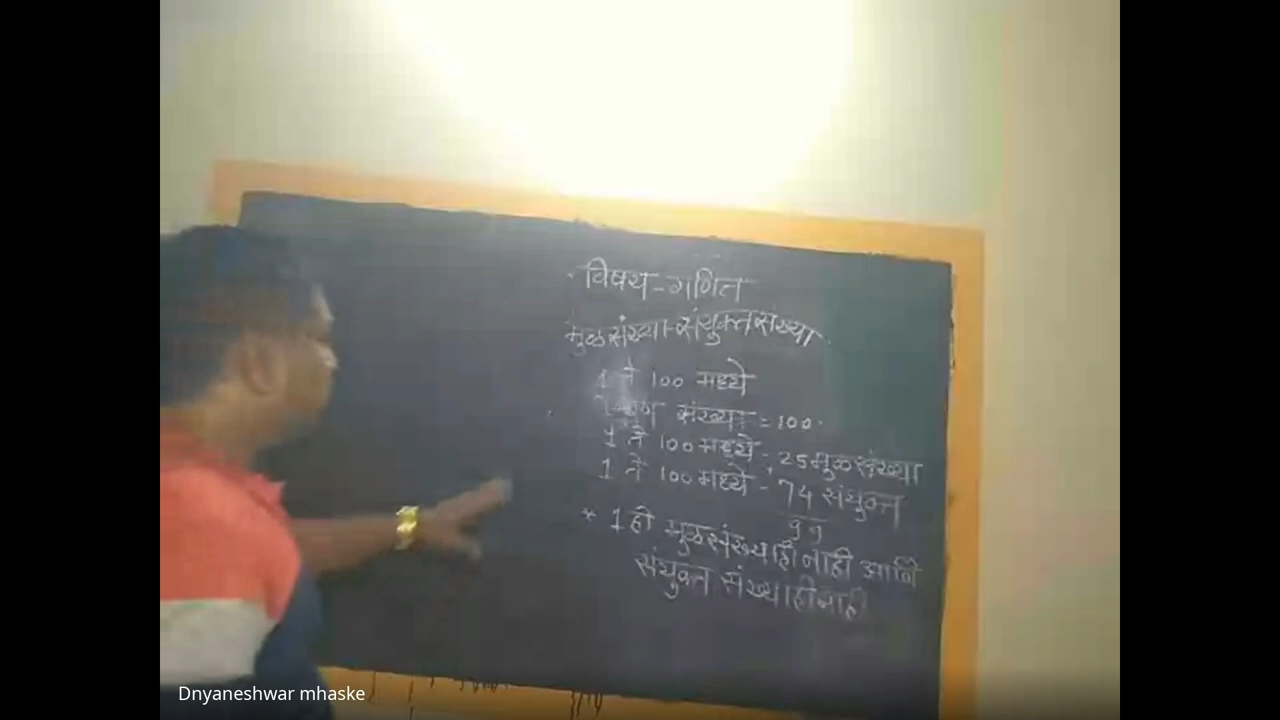 विषय-गणित
मुळसंख्या-संयुक्तसंख्या
1 ते 100 मध्ये
एकूण संख्या = 100
1 ते 100 मध्ये - 25 मुळ संख्या
1 ते 100 मध्ये - 74 संयुक्त
99
* 1 ही मुळसंख्याही नाही आणि
संयुक्त संख्याही नाही
Dnyaneshwar mhaske